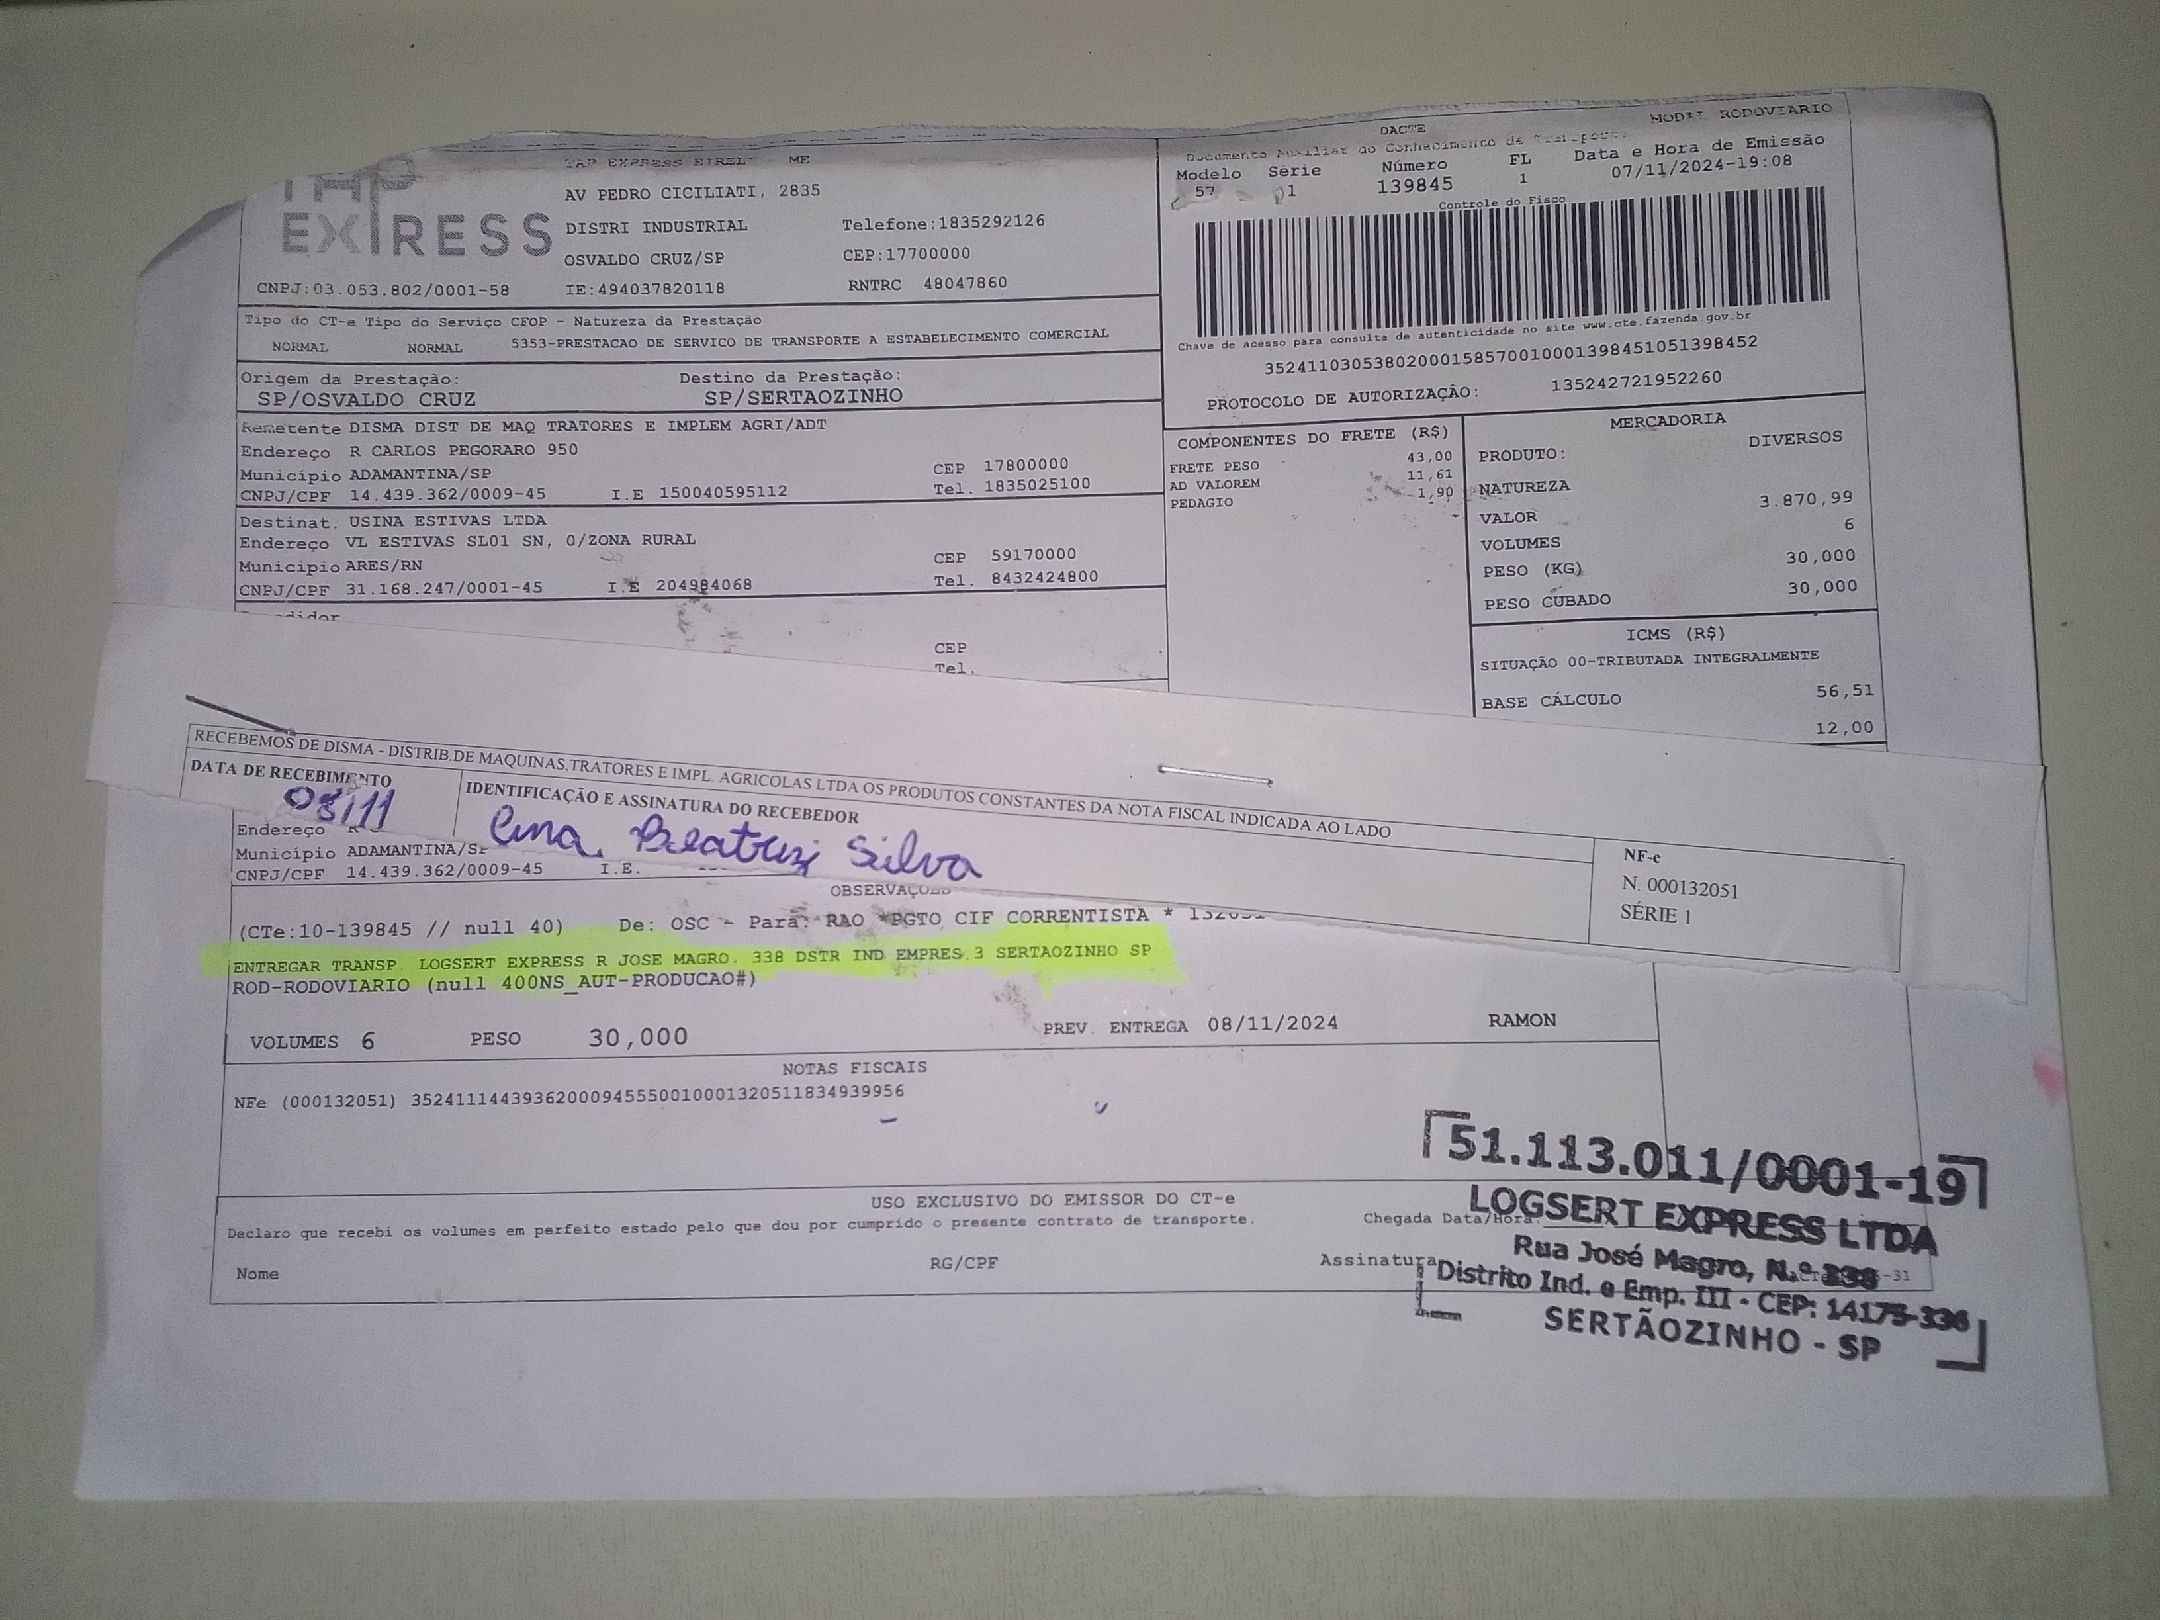 TAP EXPRESS EIRELI ME
TAP
EXPRESS
AV PEDRO CICILIATI, 2835
DISTRI INDUSTRIAL Telefone:1835292126
OSVALDO CRUZ/SP CEP:17700000
CNPJ:03.053.802/0001-58 IE:494037820118 RNTRC 48047860
DACTE MODAL RODOVIARIO
Documento Auxiliar do Conhecimento de Transporte
Modelo Série Número FL Data e Hora de Emissão
57 1 139845 1 07/11/2024-19:08
Controle do Fisco
Chave de acesso para consulta de autenticidade no site www.cte.fazenda.gov.br
35241103053802000158570010001398451051398452
PROTOCOLO DE AUTORIZAÇÃO: 135242721952260
Tipo do CT-e Tipo do Serviço CFOP - Natureza da Prestação
NORMAL NORMAL 5353-PRESTACAO DE SERVICO DE TRANSPORTE A ESTABELECIMENTO COMERCIAL
Origem da Prestação: Destino da Prestação:
SP/OSVALDO CRUZ SP/SERTAOZINHO
Remetente DISMA DIST DE MAQ TRATORES E IMPLEM AGRI/ADT
Endereço R CARLOS PEGORARO 950
Município ADAMANTINA/SP CEP 17800000
CNPJ/CPF 14.439.362/0009-45 I.E 150040595112 Tel. 1835025100
Destinat. USINA ESTIVAS LTDA
Endereço VL ESTIVAS SL01 SN, 0/ZONA RURAL
Município ARES/RN CEP 59170000
CNPJ/CPF 31.168.247/0001-45 I.E 204984068 Tel. 8432424800
CEP
Tel.
COMPONENTES DO FRETE (R$)
FRETE PESO 43,00
AD VALOREM 11,61
PEDAGIO 1,90
MERCADORIA
PRODUTO: DIVERSOS
NATUREZA
VALOR 3.870,99
VOLUMES 6
PESO (KG) 30,000
PESO CUBADO 30,000
ICMS (R$)
SITUAÇÃO 00-TRIBUTADA INTEGRALMENTE
BASE CÁLCULO 56,51
12,00
RECEBEMOS DE DISMA - DISTRIB.DE MAQUINAS,TRATORES E IMPL. AGRICOLAS LTDA OS PRODUTOS CONSTANTES DA NOTA FISCAL INDICADA AO LADO
DATA DE RECEBIMENTO IDENTIFICAÇÃO E ASSINATURA DO RECEBEDOR
08/11 Ana Beatriz Silva
NF-e
N. 000132051
SÉRIE 1
Endereço R
Município ADAMANTINA/SP
CNPJ/CPF 14.439.362/0009-45 I.E.
OBSERVAÇÕES
(CTe:10-139845 // null 40) De: OSC - Para: RAO *PGTO CIF CORRENTISTA * 132051
ENTREGAR TRANSP. LOGSERT EXPRESS R JOSE MAGRO. 338 DSTR IND EMPRES 3 SERTAOZINHO SP
ROD-RODOVIARIO (null 400NS_AUT-PRODUCAO#)
VOLUMES 6 PESO 30,000 PREV. ENTREGA 08/11/2024 RAMON
NOTAS FISCAIS
NFe (000132051) 35241114439362000945550010001320511834939956
USO EXCLUSIVO DO EMISSOR DO CT-e
Declaro que recebi os volumes em perfeito estado pelo que dou por cumprido o presente contrato de transporte. Chegada Data/Hora:
Nome RG/CPF Assinatura
51.113.011/0001-19
LOGSERT EXPRESS LTDA
Rua José Magro, N.º 338
Distrito Ind. e Emp. III - CEP: 14175-336
SERTÃOZINHO - SP